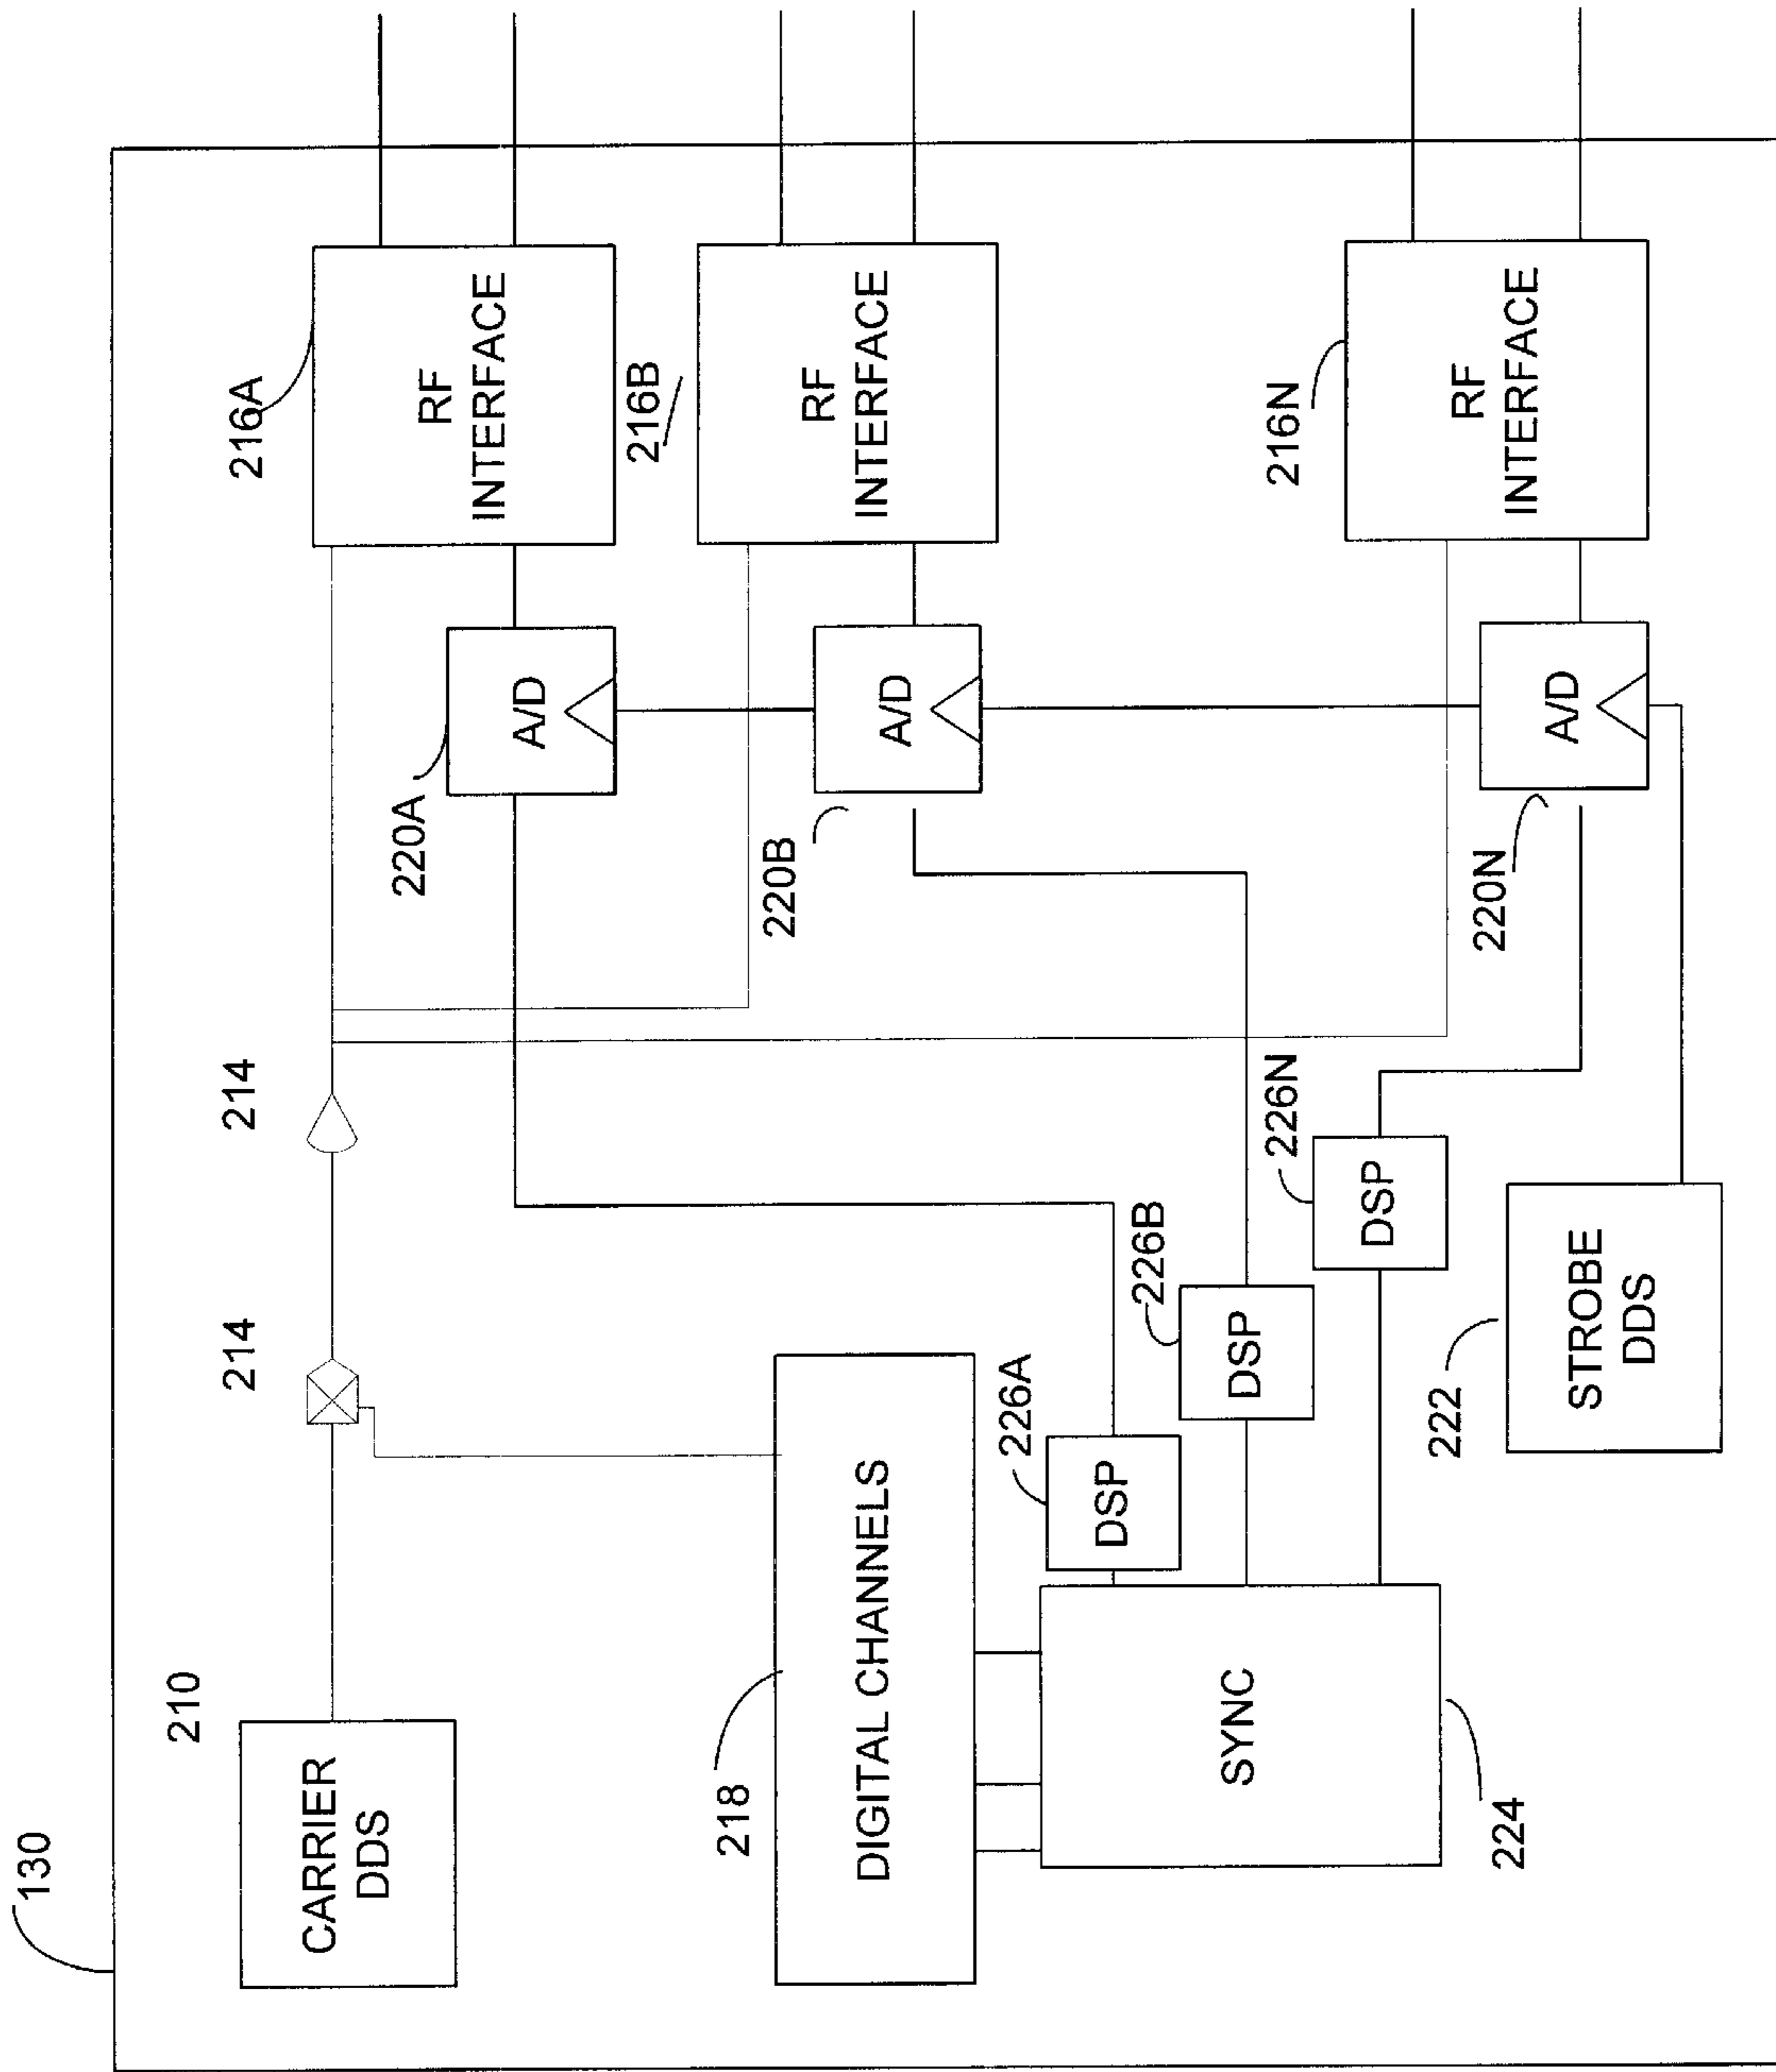 130
CARRIER
DDS
210
214
214
216A
RF
INTERFACE
220A
A/D
216B
RF
INTERFACE
220B
A/D
218
DIGITAL CHANNELS
226A
DSP
226B
DSP
226N
DSP
216N
RF
INTERFACE
220N
A/D
SYNC
224
222
STROBE
DDS